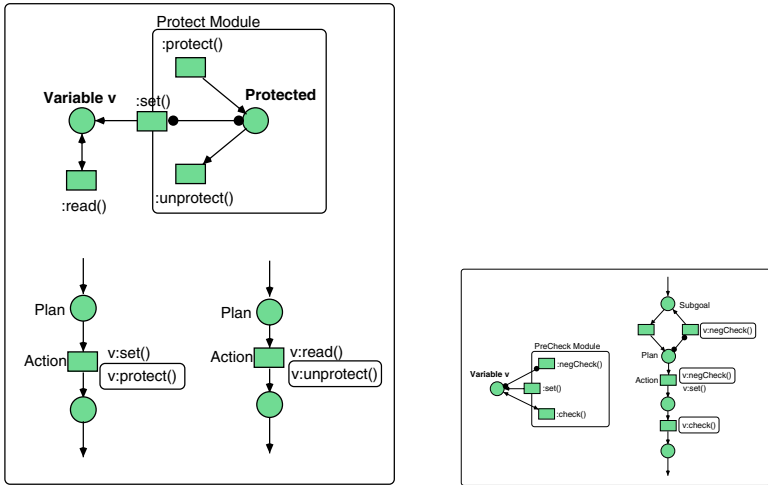 Protect Module
:protect()
Variable v
:set()
Protected
:read()
:unprotect()
Plan
Action
v:set()
v:protect()
Plan
Action
v:read()
v:unprotect()
PreCheck Module
Variable v
:negCheck()
:set()
:check()
Subgoal
v:negCheck()
Plan
Action
v:negCheck()
v:set()
v:check()